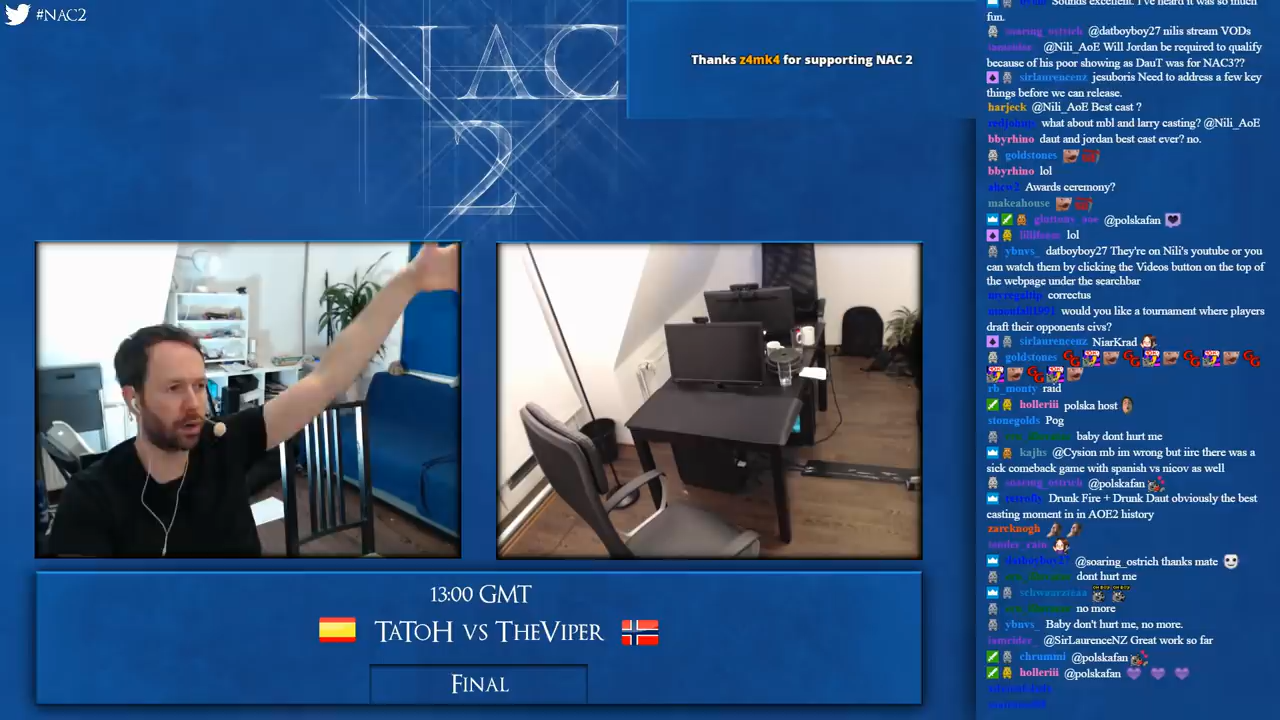 #NAC2
NAC
2
Thanks z4mk4 for supporting NAC 2
13:00 GMT
TaToH vs TheViper
Final
Sounds excellent. I've heard it was so much
fun.
soaring_ostrich @datboyboy27 nilis stream VODs
@Nili_AoE Will Jordan be required to qualify
because of his poor showing as DauT was for NAC3??
sirlaurencenz jesuboris Need to address a few key
things before we can release.
harjeck @Nili_AoE Best cast ?
what about mbl and larry casting? @Nili_AoE
bbyrhino daut and jordan best cast ever? no.
goldstones
bbyrhino lol
ahcw2 Awards ceremony?
makeahouse
@polskafan
lol
ybnvs_ datboyboy27 They're on Nili's youtube or you
can watch them by clicking the Videos button on the top of
the webpage under the searchbar
correctus
would you like a tournament where players
draft their opponents civs?
sirlaurencenz NiarKrad
goldstones
rb_monty raid
holleriii polska host
stonegolds Pog
baby dont hurt me
kajhs @Cysion mb im wrong but iirc there was a
sick comeback game with spanish vs nicov as well
soaring_ostrich @polskafan
Drunk Fire + Drunk Daut obviously the best
casting moment in in AOE2 history
zarcknogh
@soaring_ostrich thanks mate
dont hurt me
no more
ybnvs_ Baby don't hurt me, no more.
@SirLaurenceNZ Great work so far
chrummi @polskafan
holleriii @polskafan